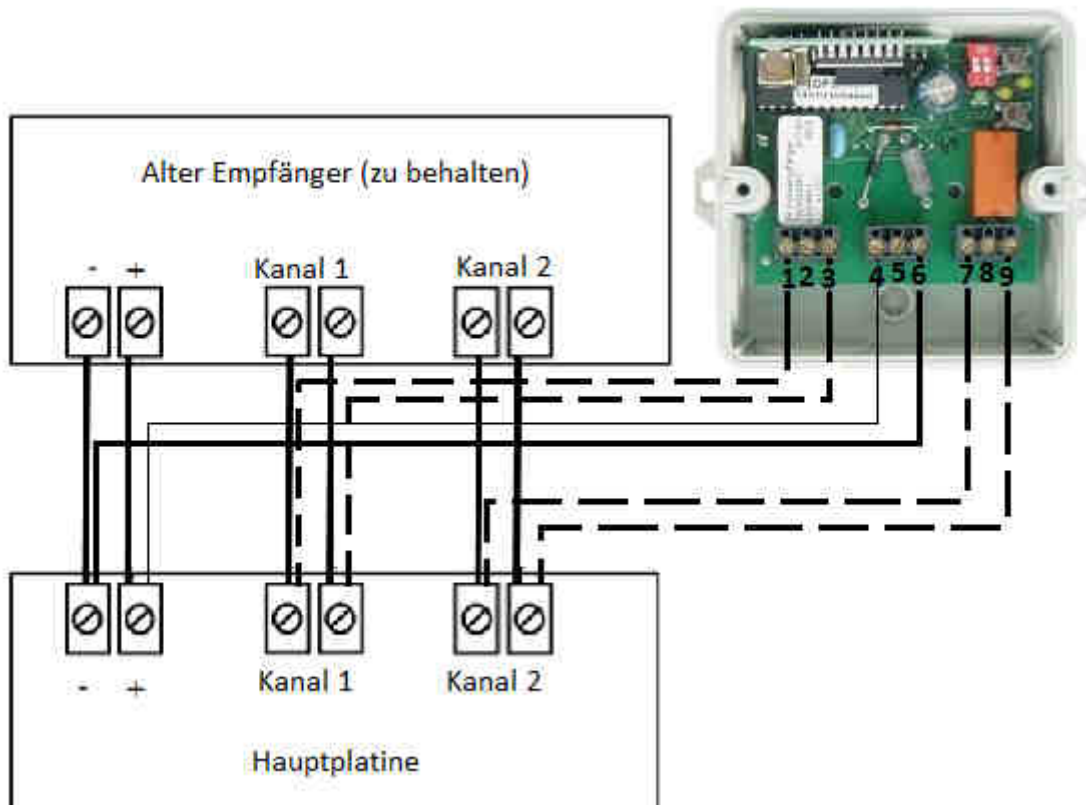 Alter Empfänger (zu behalten)
- + Kanal 1 Kanal 2
1 2 3 4 5 6 7 8 9
- + Kanal 1 Kanal 2
Hauptplatine